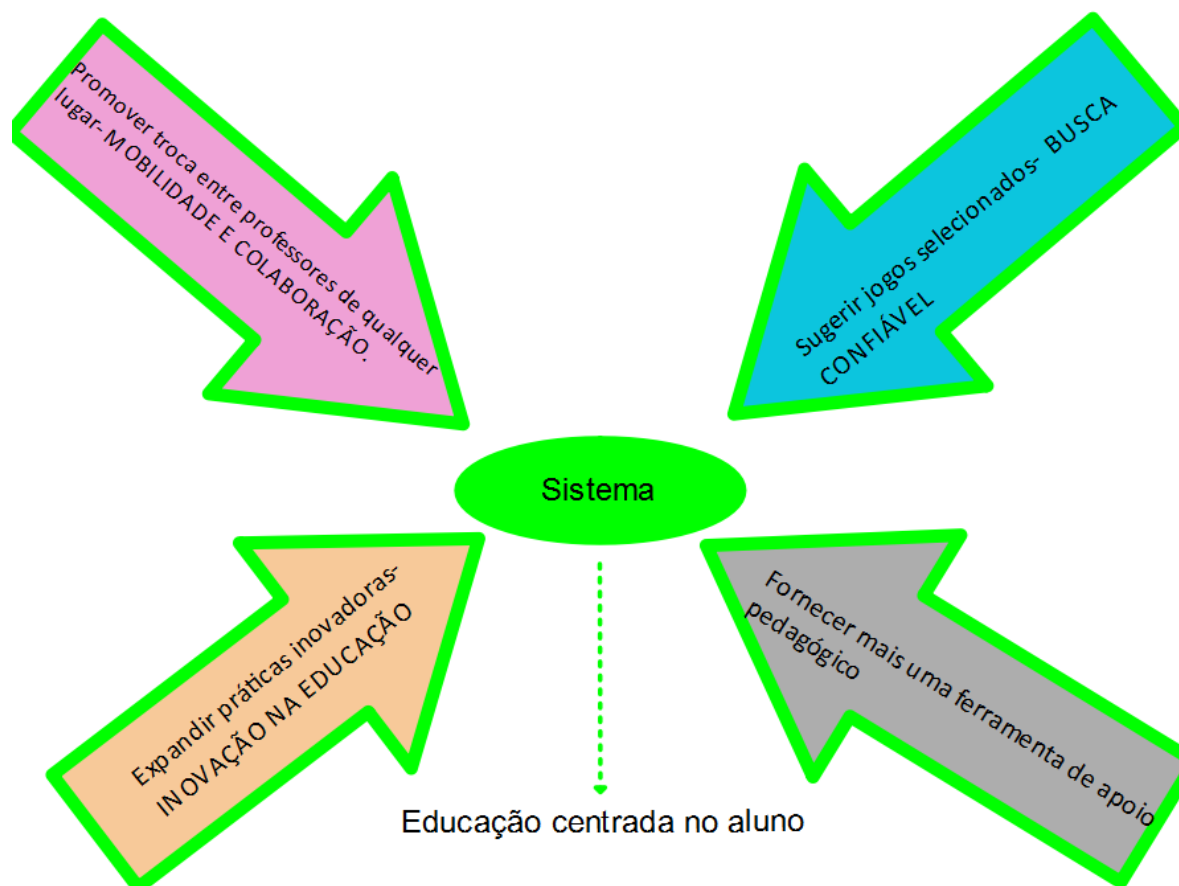 Promover troca entre professores de qualquer
lugar- MOBILIDADE E COLABORAÇÃO.
Sugerir jogos selecionados- BUSCA
CONFIÁVEL
Sistema
Expandir práticas inovadoras-
INOVAÇÃO NA EDUCAÇÃO
Fornecer mais uma ferramenta de apoio
pedagógico
Educação centrada no aluno